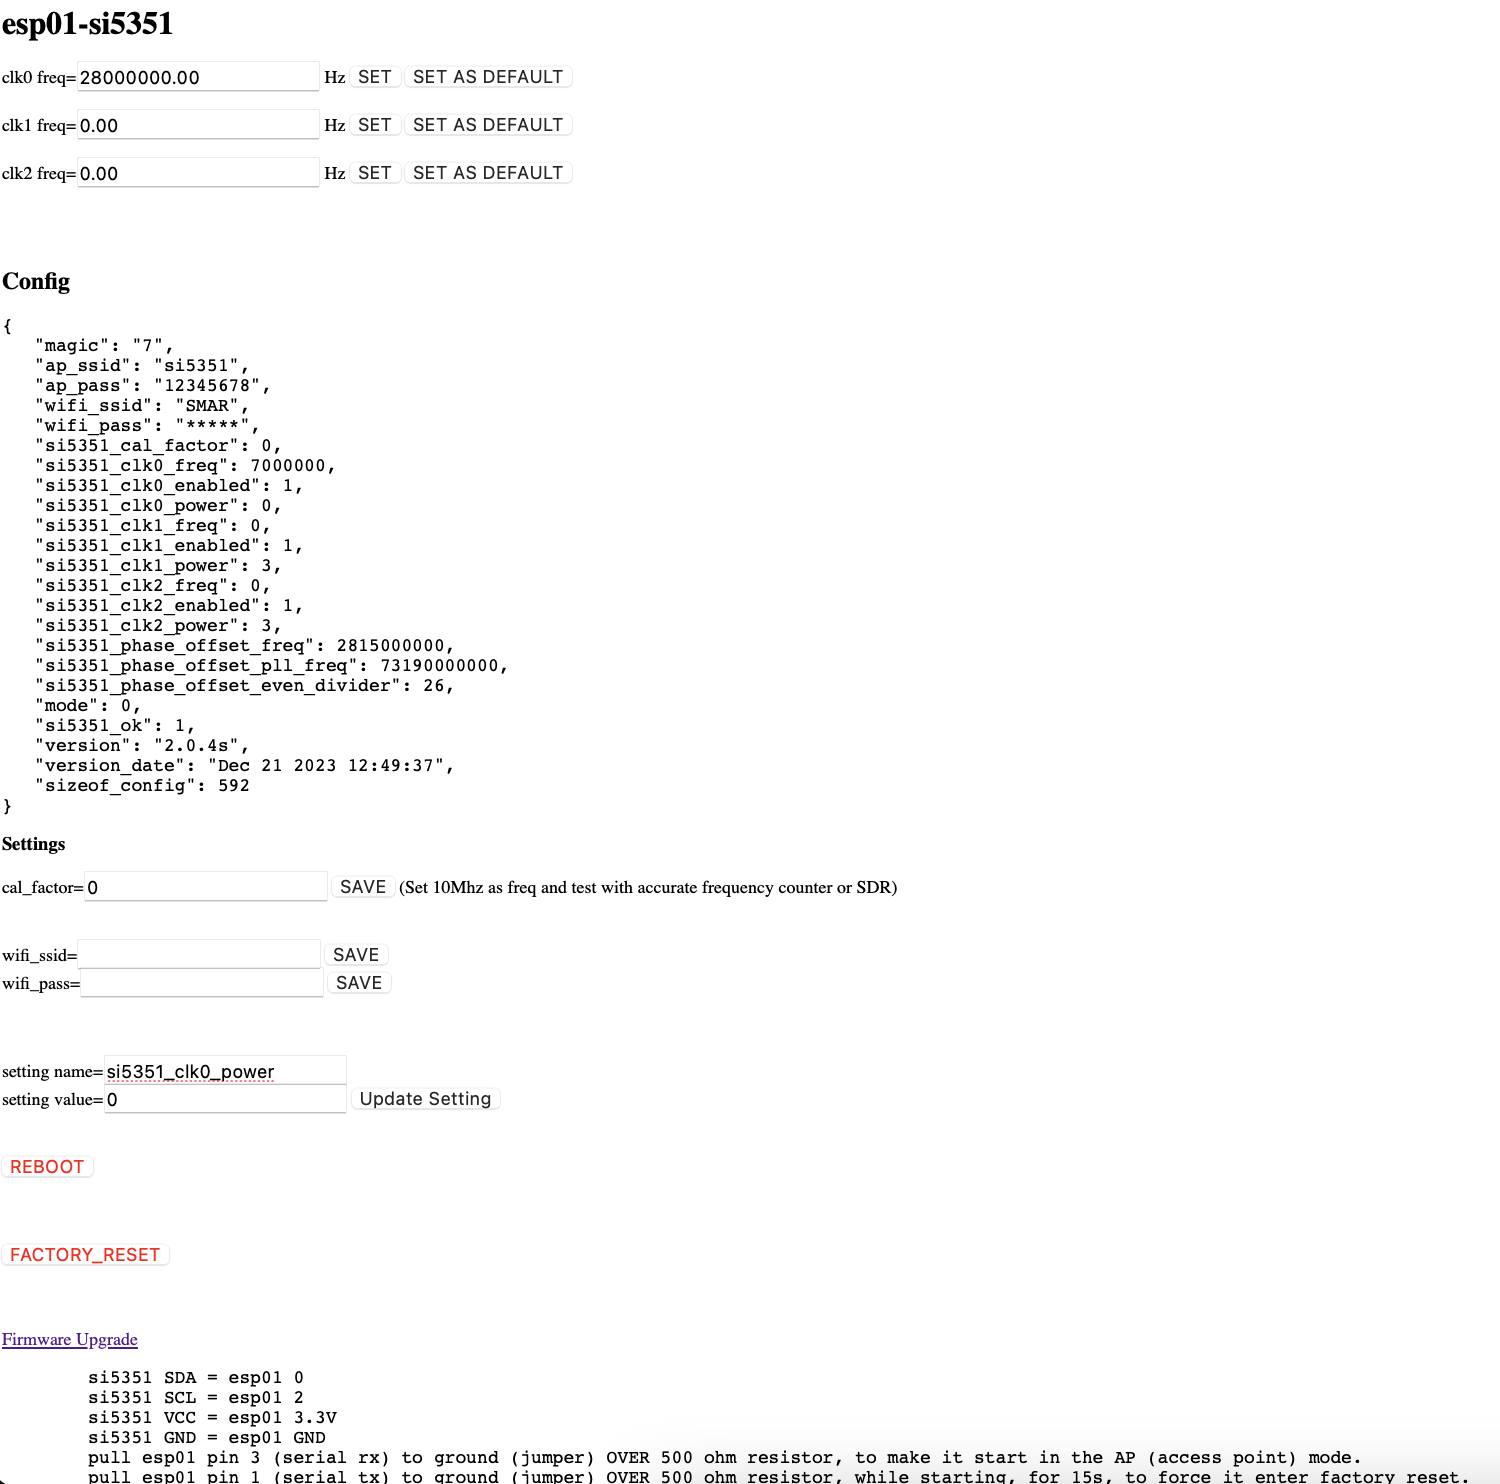 esp01-si5351
clk0 freq= 28000000.00 Hz SET SET AS DEFAULT
clk1 freq= 0.00 Hz SET SET AS DEFAULT
clk2 freq= 0.00 Hz SET SET AS DEFAULT
Config
{
"magic": "7",
"ap_ssid": "si5351",
"ap_pass": "12345678",
"wifi_ssid": "SMAR",
"wifi_pass": "*****",
"si5351_cal_factor": 0,
"si5351_clk0_freq": 7000000,
"si5351_clk0_enabled": 1,
"si5351_clk0_power": 0,
"si5351_clk1_freq": 0,
"si5351_clk1_enabled": 1,
"si5351_clk1_power": 3,
"si5351_clk2_freq": 0,
"si5351_clk2_enabled": 1,
"si5351_clk2_power": 3,
"si5351_phase_offset_freq": 2815000000,
"si5351_phase_offset_pll_freq": 73190000000,
"si5351_phase_offset_even_divider": 26,
"mode": 0,
"si5351_ok": 1,
"version": "2.0.4s",
"version_date": "Dec 21 2023 12:49:37",
"sizeof_config": 592
}
Settings
cal_factor= 0 SAVE (Set 10Mhz as freq and test with accurate frequency counter or SDR)
wifi_ssid= SAVE
wifi_pass= SAVE
setting name= si5351_clk0_power
setting value= 0 Update Setting
REBOOT
FACTORY_RESET
Firmware Upgrade
si5351 SDA = esp01 0
si5351 SCL = esp01 2
si5351 VCC = esp01 3.3V
si5351 GND = esp01 GND
pull esp01 pin 3 (serial rx) to ground (jumper) OVER 500 ohm resistor, to make it start in the AP (access point) mode.
pull esp01 pin 1 (serial tx) to ground (jumper) OVER 500 ohm resistor, while starting, for 15s, to force it enter factory reset.